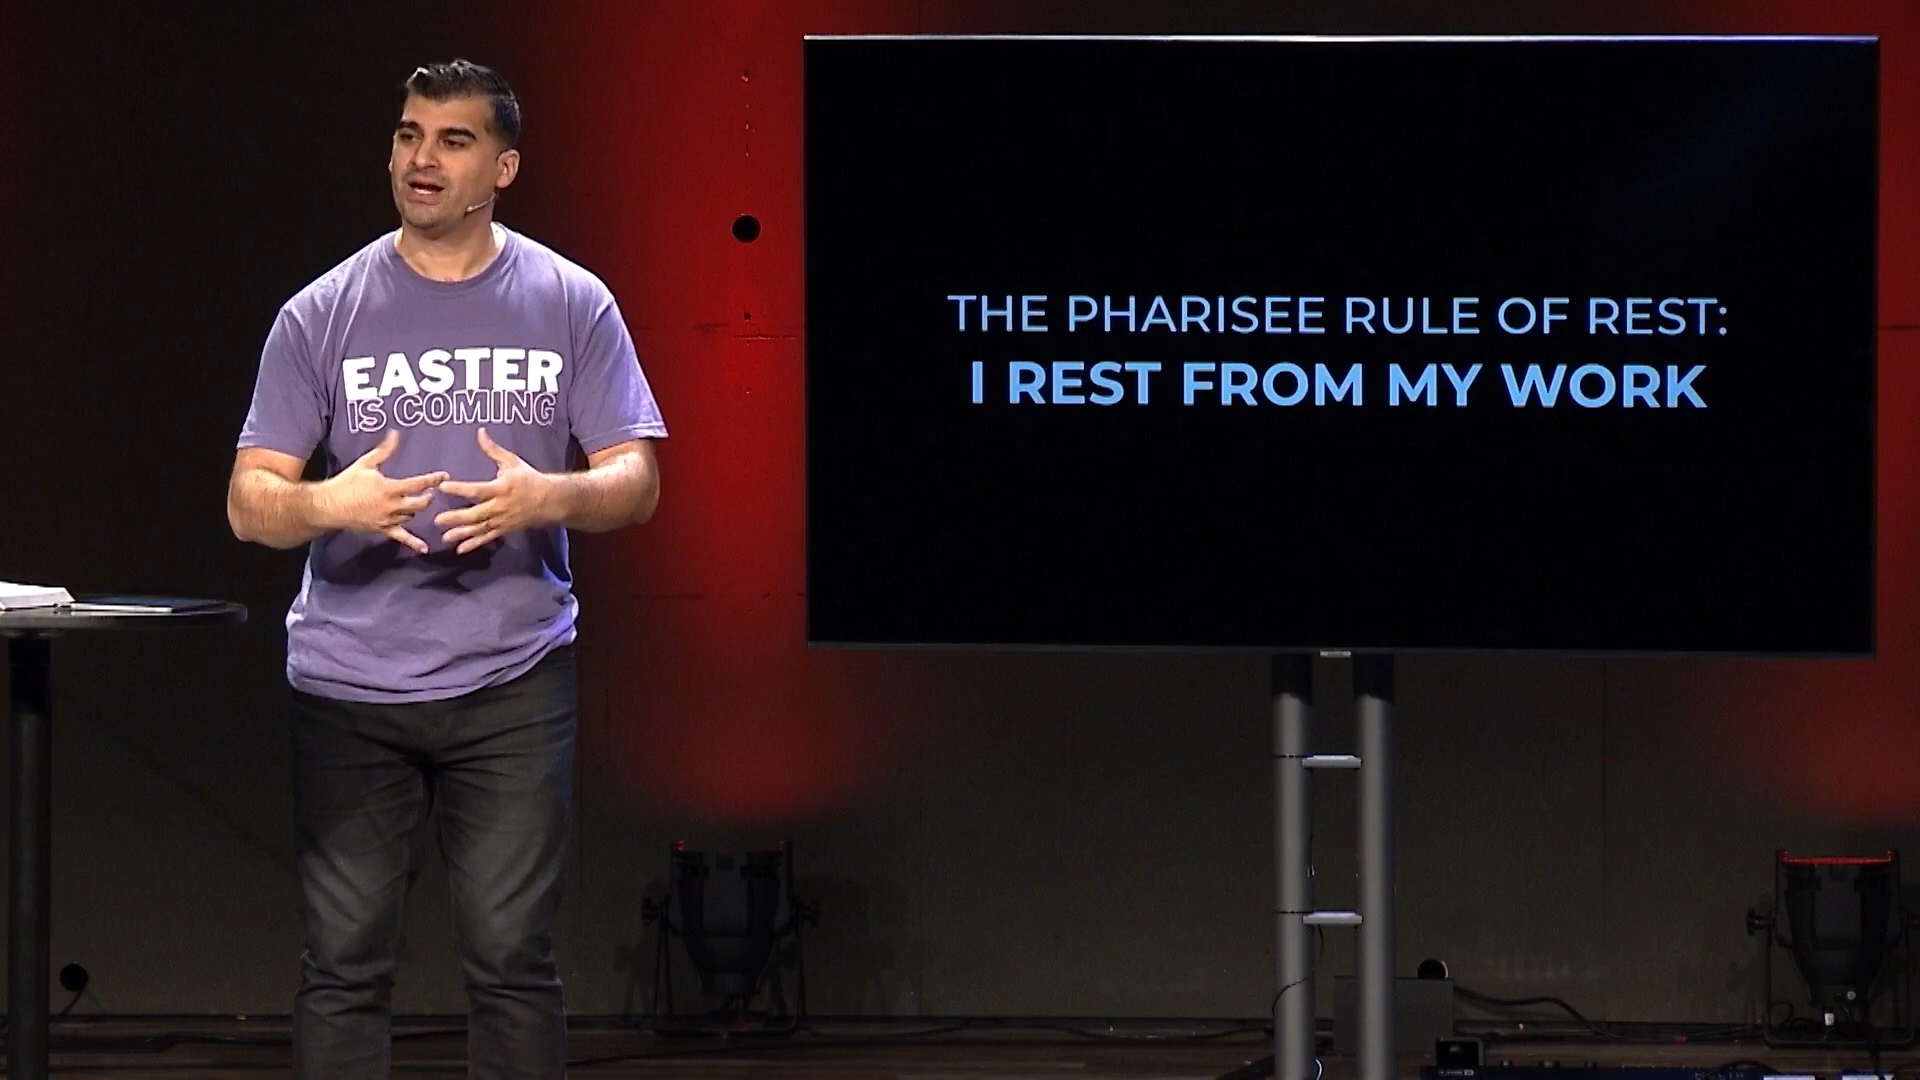 EASTER
IS COMING
THE PHARISEE RULE OF REST:
I REST FROM MY WORK